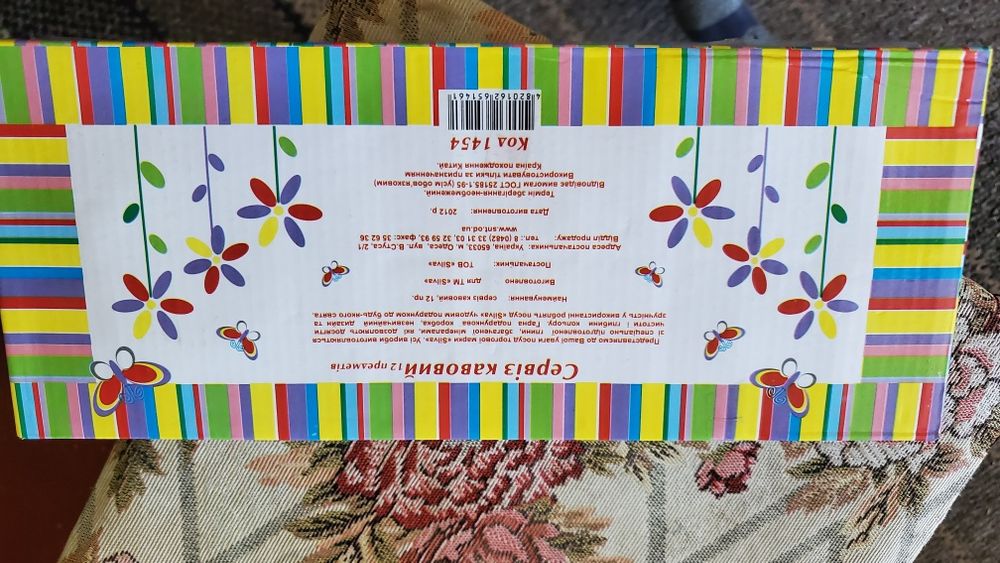 Сервіз кавовий 12 предметів
Представляємо до Вашої уваги посуд торгової марки «Silva». Усі вироби виготовляються
зі спеціально підготовленої глини, збагаченої мінералами, які дозволяють досягти
чистоти і глибини кольору. Гарна подарункова коробка, незвичайний дизайн та
зручність у використанні роблять посуд «Silva» чудовим подарунком до будь-якого свята.
Найменування: сервіз кавовий, 12 пр.
Виготовлено для ТМ «Silva»
Постачальник: ТОВ «Silva»
Адреса постачальника: Україна, 65033, м. Одеса, вул. В.Стуса, 2/1
Відділ продажу: тел.: 8 (0482) 33 31 03, 32 59 93, факс: 35 62 36
www.snt.od.ua
Дата виготовлення: 2012 р.
Термін зберігання-необмежений.
Відповідає вимогам ГОСТ 28185.1-95 (усім обов'язковим)
Використовувати тільки за призначенням
Країна походження Китай.
Код 1454
4820162651461